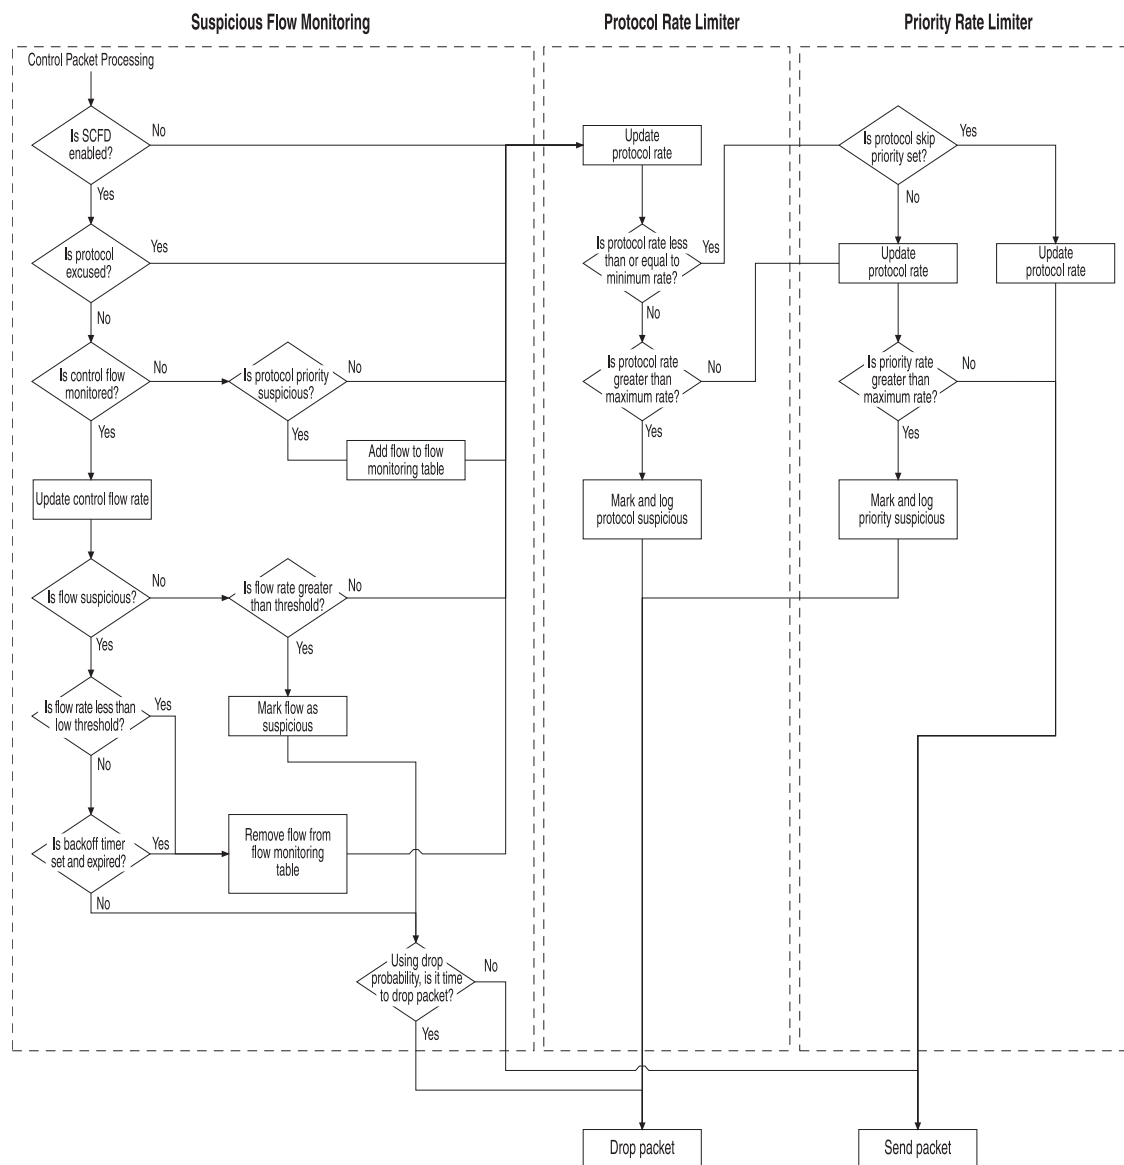 Suspicious Flow Monitoring
Protocol Rate Limiter
Priority Rate Limiter
Control Packet Processing
Is SCFD
enabled?
No
Yes
Is protocol
excused?
Yes
No
Is control flow
monitored?
No
Yes
Is protocol priority
suspicious?
No
Yes
Add flow to flow
monitoring table
Update control flow rate
Is flow suspicious?
No
Yes
Is flow rate greater
than threshold?
No
Yes
Mark flow as
suspicious
Is flow rate less than
low threshold?
Yes
No
Is backoff timer
set and expired?
Yes
No
Remove flow from
flow monitoring
table
Using drop
probability, is it time
to drop packet?
No
Yes
Update
protocol rate
Is protocol rate less
than or equal to
minimum rate?
Yes
No
Is protocol rate
greater than
maximum rate?
No
Yes
Mark and log
protocol suspicious
Is protocol skip
priority set?
Yes
No
Update
protocol rate
Update
protocol rate
Is priority rate
greater than
maximum rate?
No
Yes
Mark and log
priority suspicious
Drop packet
Send packet